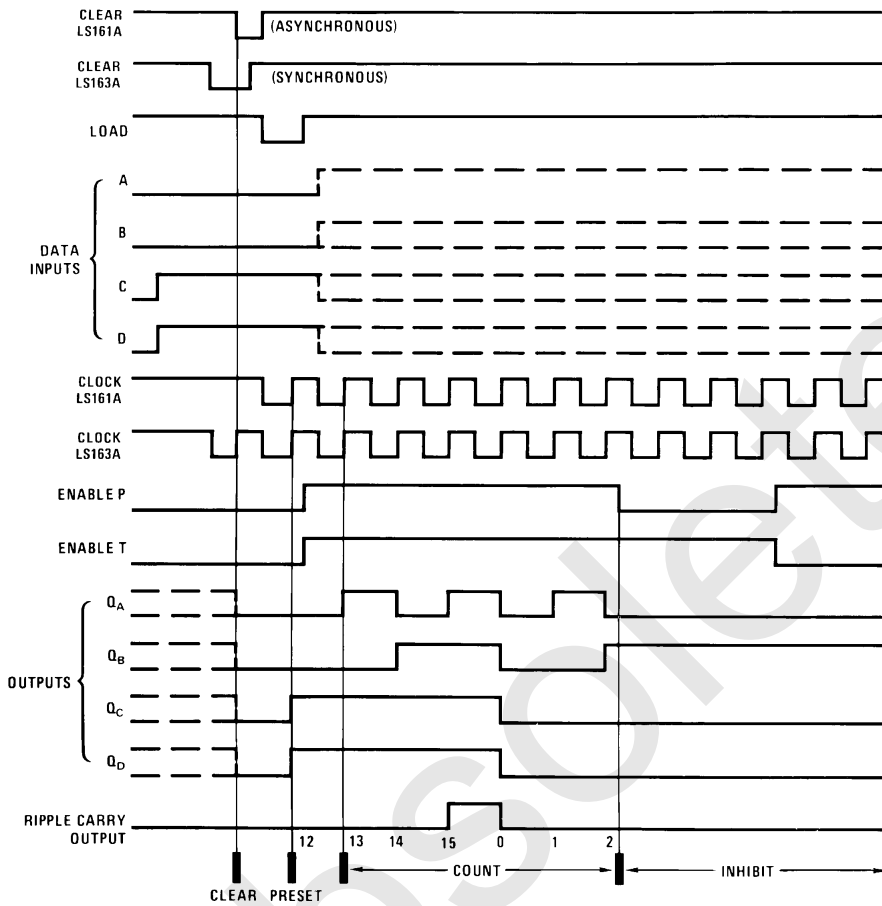 CLEAR
LS161A
(ASYNCHRONOUS)
CLEAR
LS163A
(SYNCHRONOUS)
LOAD
A
B
DATA
INPUTS
C
D
CLOCK
LS161A
CLOCK
LS163A
ENABLE P
ENABLE T
QA
QB
OUTPUTS
QC
QD
RIPPLE CARRY
OUTPUT
12 13 14 15 0 1 2
COUNT INHIBIT
CLEAR PRESET
Obsolete